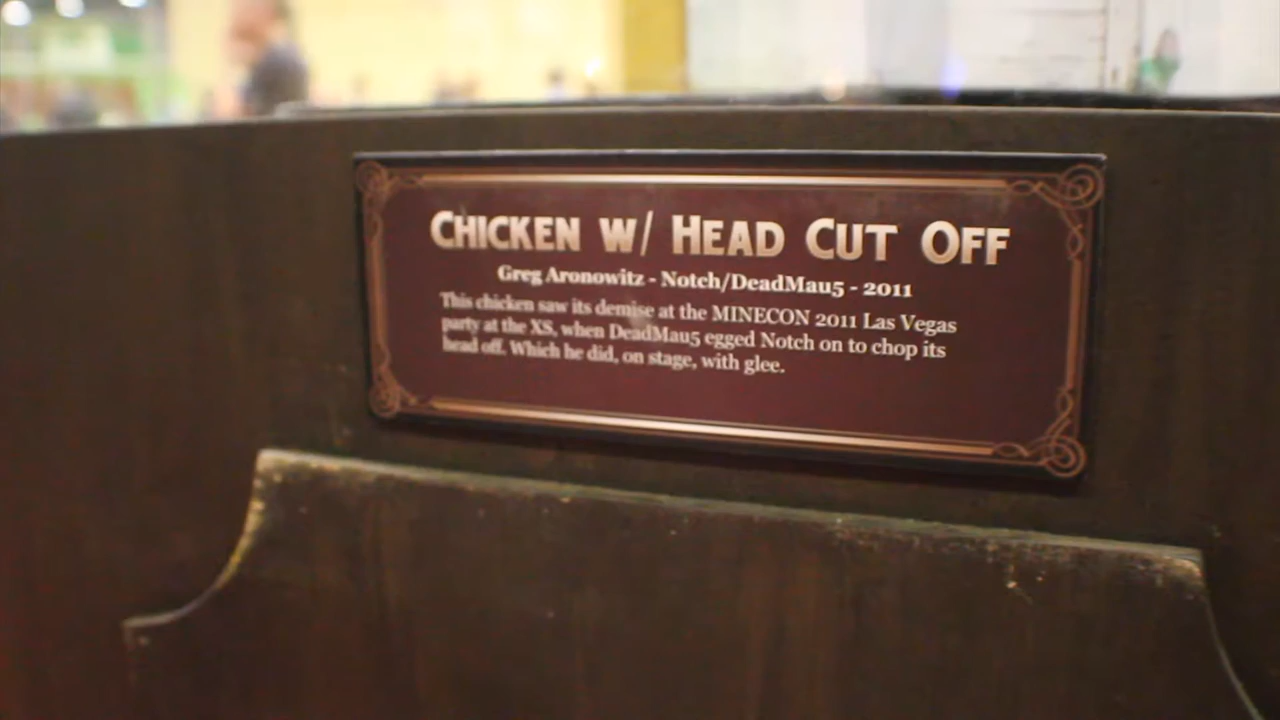 CHICKEN W/ HEAD CUT OFF
Greg Aronowitz - Notch/DeadMau5 - 2011
This chicken saw its demise at the MINECON 2011 Las Vegas
party at the XS, when DeadMau5 egged Notch on to chop its
head off. Which he did, on stage, with glee.